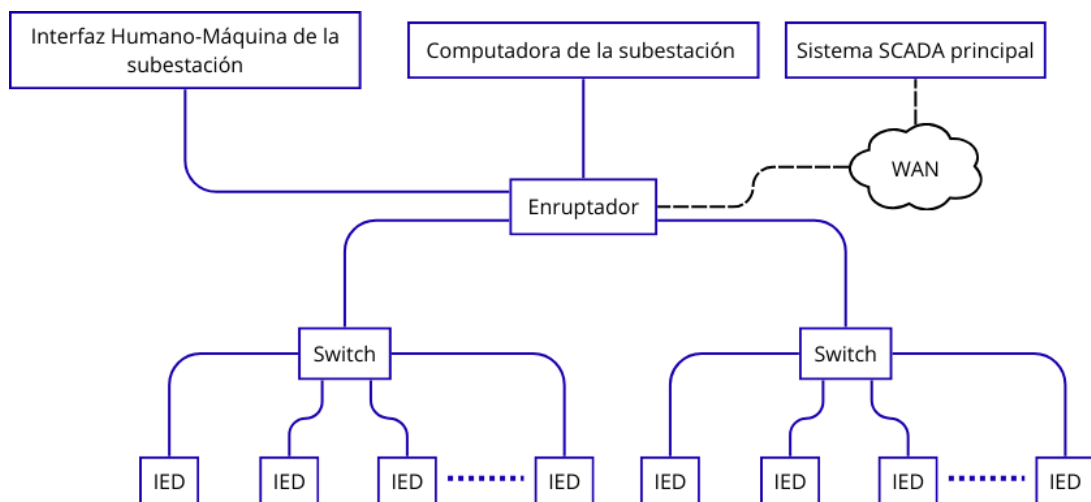 Interfaz Humano-Máquina de la
subestación
Computadora de la subestación
Sistema SCADA principal
WAN
Enruptador
Switch
Switch
IED
IED
IED
IED
IED
IED
IED
IED